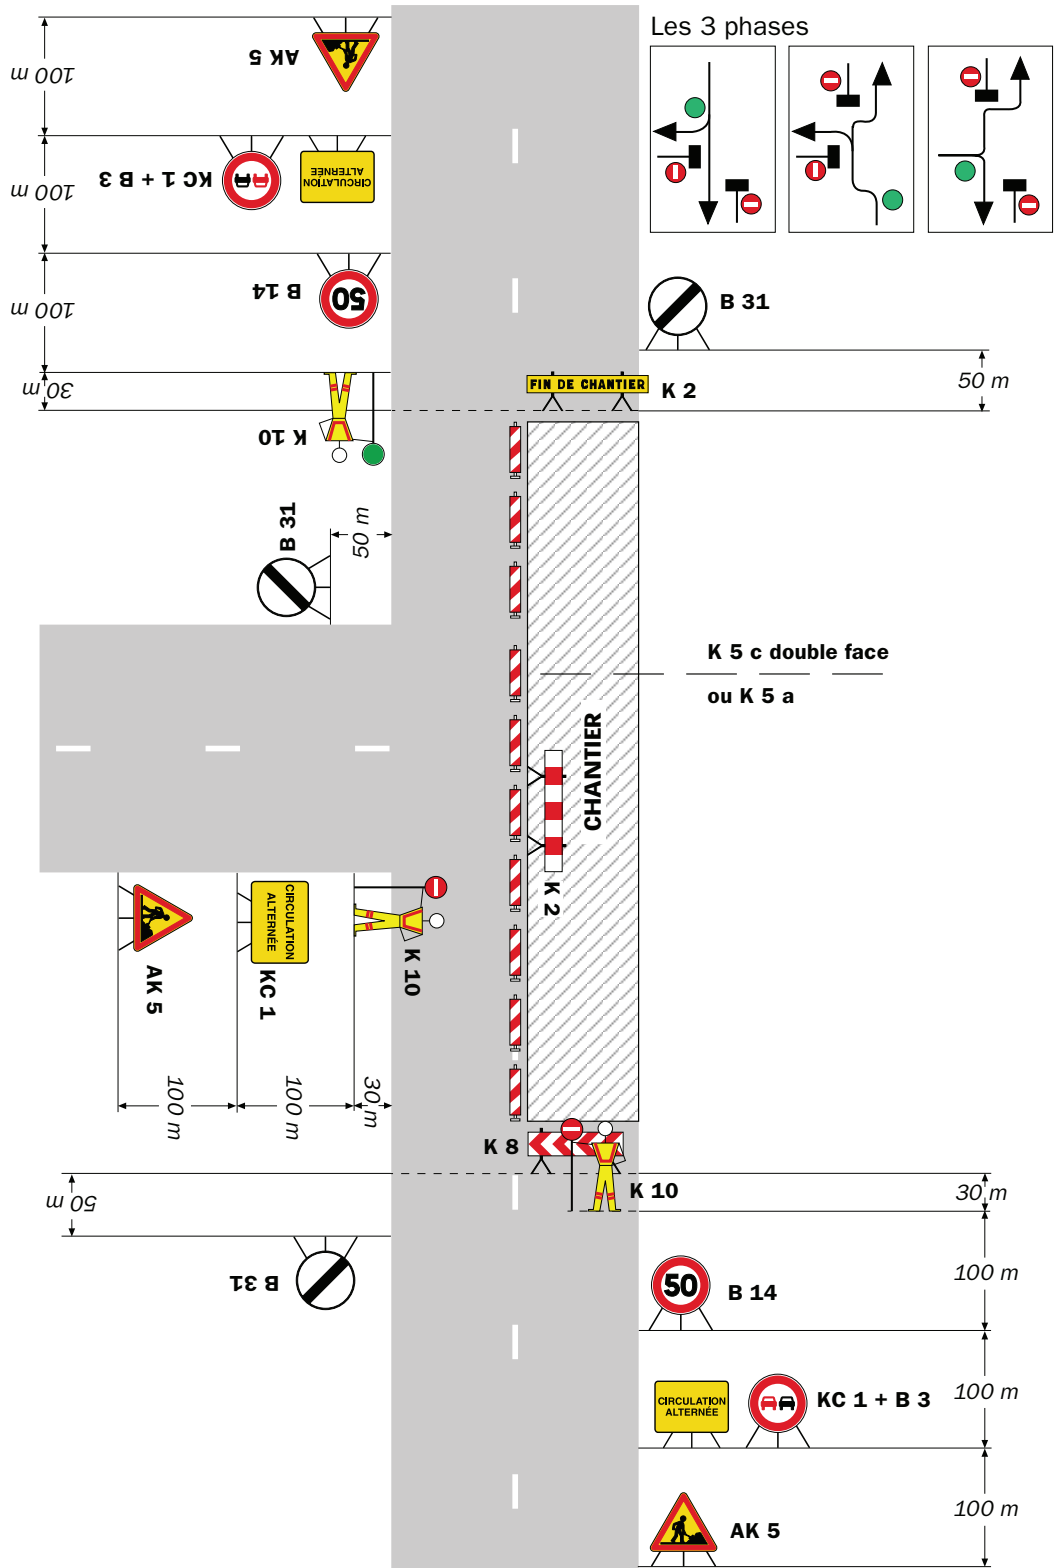 Les 3 phases
100 m
AK 5
100 m
KC 1 + B 3
CIRCULATION
ALTERNÉE
100 m
B 14
50
B 31
30 m
K 10
FIN DE CHANTIER
K 2
50 m
B 31
50 m
K 5 c double face
ou K 5 a
CHANTIER
K 2
AK 5
CIRCULATION
ALTERNÉE
KC 1
K 10
100 m
100 m
30 m
K 8
K 10
30 m
50 m
B 31
50
B 14
100 m
CIRCULATION
ALTERNÉE
KC 1 + B 3
100 m
AK 5
100 m